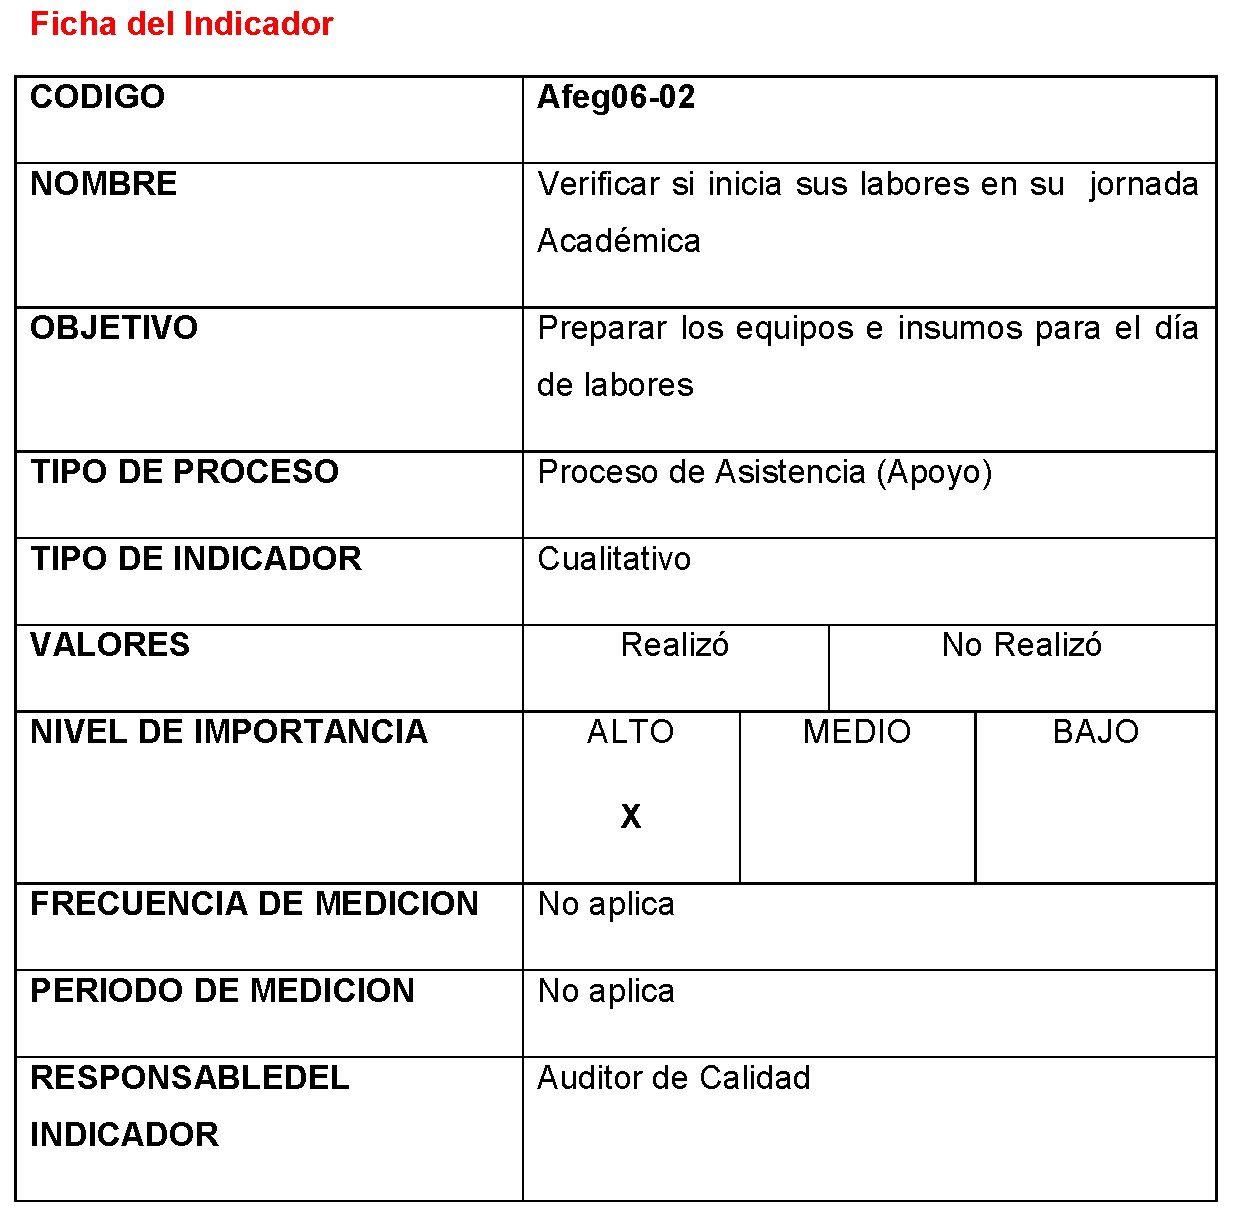 Ficha del Indicador
CODIGO Afeg06-02
NOMBRE Verificar si inicia sus labores en su  jornada
Académica
OBJETIVO Preparar los equipos e insumos para el día
de labores
TIPO DE PROCESO Proceso de Asistencia (Apoyo)
TIPO DE INDICADOR Cualitativo
VALORES Realizó No Realizó
NIVEL DE IMPORTANCIA ALTO MEDIO BAJO
X
FRECUENCIA DE MEDICION No aplica
PERIODO DE MEDICION No aplica
RESPONSABLEDEL Auditor de Calidad
INDICADOR